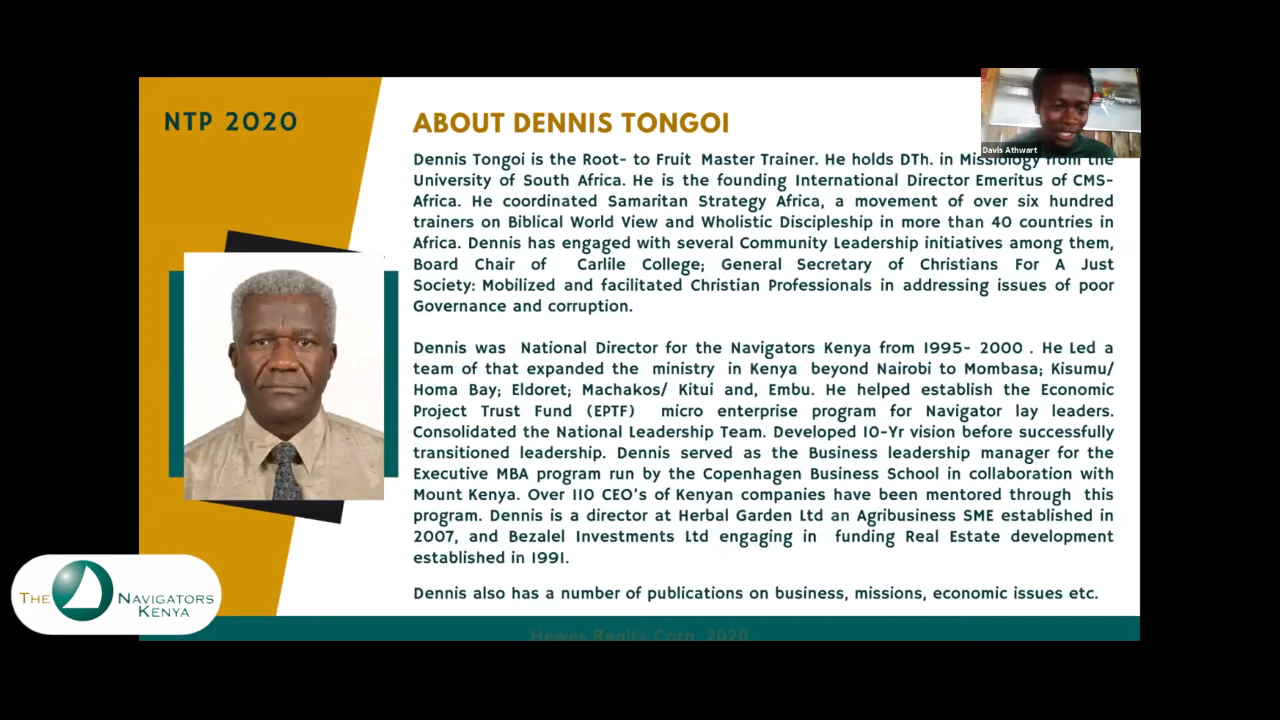 NTP 2020
ABOUT DENNIS TONGOI
Davis Athwart
Dennis Tongoi is the Root- to Fruit Master Trainer. He holds DTh. in Missiology from the
University of South Africa. He is the founding International Director Emeritus of CMS-
Africa. He coordinated Samaritan Strategy Africa, a movement of over six hundred
trainers on Biblical World View and Wholistic Discipleship in more than 40 countries in
Africa. Dennis has engaged with several Community Leadership initiatives among them,
Board Chair of Carlile College; General Secretary of Christians For A Just
Society: Mobilized and facilitated Christian Professionals in addressing issues of poor
Governance and corruption.
Dennis was National Director for the Navigators Kenya from 1995- 2000 . He Led a
team of that expanded the ministry in Kenya beyond Nairobi to Mombasa; Kisumu/
Homa Bay; Eldoret; Machakos/ Kitui and, Embu. He helped establish the Economic
Project Trust Fund (EPTF) micro enterprise program for Navigator lay leaders.
Consolidated the National Leadership Team. Developed 10-Yr vision before successfully
transitioned leadership. Dennis served as the Business leadership manager for the
Executive MBA program run by the Copenhagen Business School in collaboration with
Mount Kenya. Over 110 CEO's of Kenyan companies have been mentored through this
program. Dennis is a director at Herbal Garden Ltd an Agribusiness SME established in
2007, and Bezalel Investments Ltd engaging in funding Real Estate development
established in 1991.
Dennis also has a number of publications on business, missions, economic issues etc.
THE NAVIGATORS
KENYA
Hewes Realty Corp. 2020